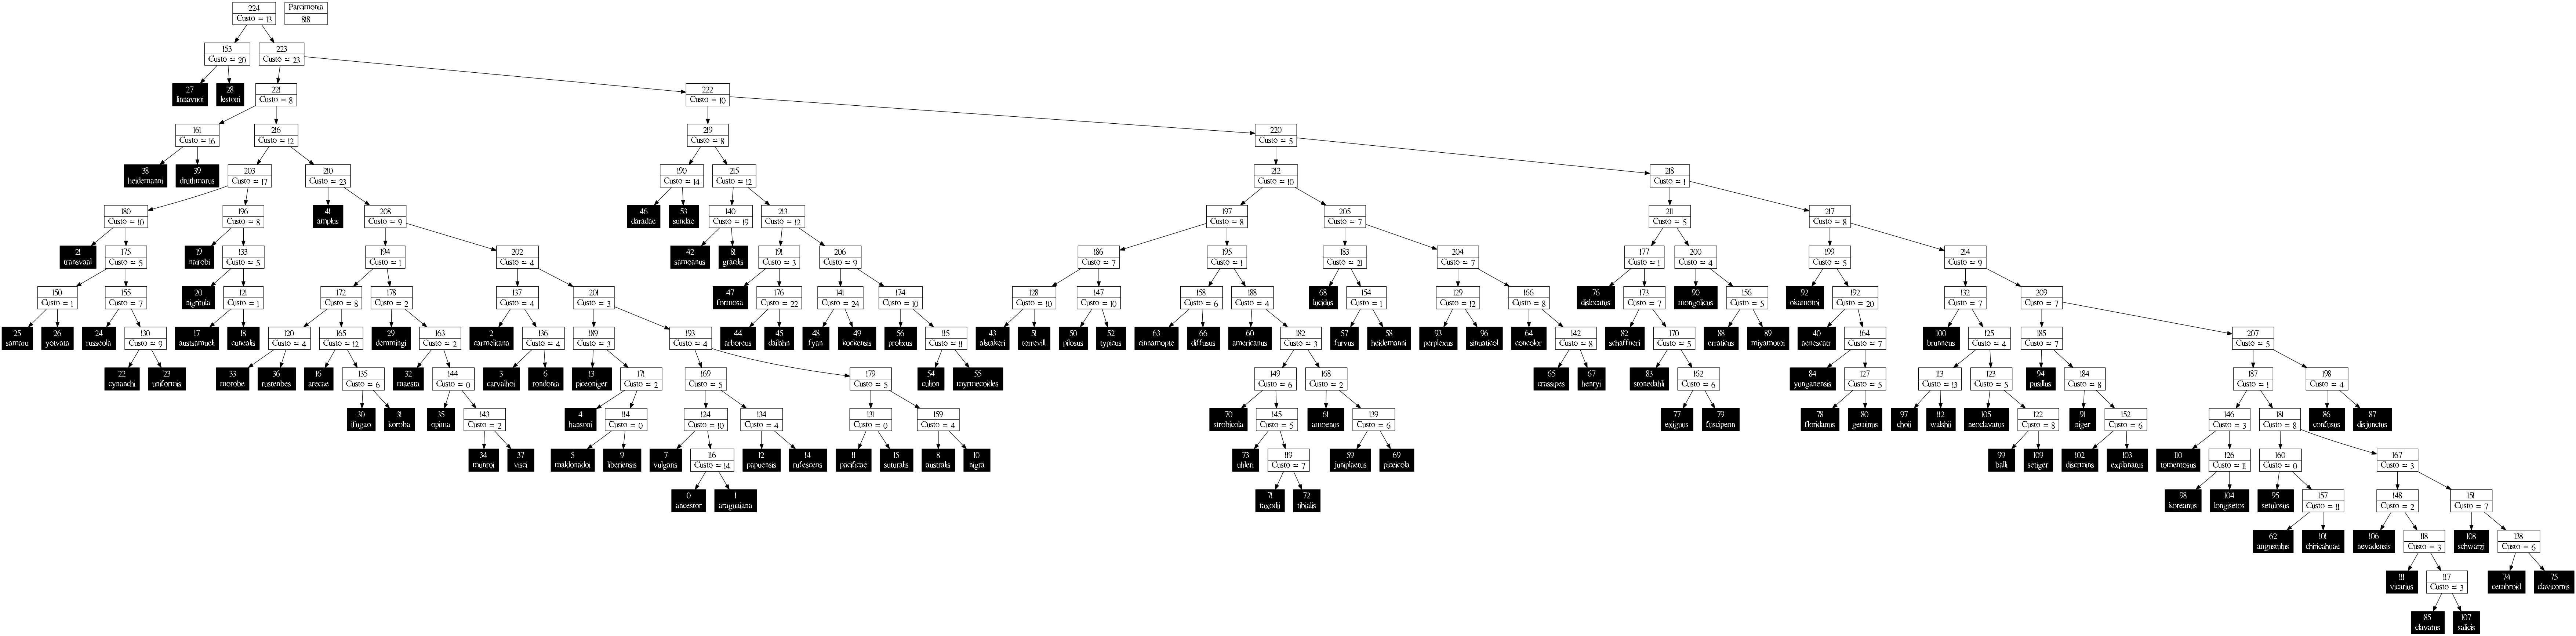 224
Custo = 13
Parcimonia
818
153
Custo = 20
223
Custo = 23
27
linnavuoi
28
lestoni
221
Custo = 8
222
Custo = 10
161
Custo = 16
216
Custo = 12
219
Custo = 8
220
Custo = 5
38
heidemanni
39
druthmarus
203
Custo = 17
210
Custo = 23
190
Custo = 14
215
Custo = 12
212
Custo = 10
218
Custo = 1
180
Custo = 10
196
Custo = 8
41
amplus
208
Custo = 9
46
daradae
53
sundae
140
Custo = 19
213
Custo = 12
197
Custo = 8
205
Custo = 7
211
Custo = 5
217
Custo = 8
21
transvaal
175
Custo = 5
19
nairobi
133
Custo = 5
194
Custo = 1
202
Custo = 4
42
samoanus
81
gracilis
191
Custo = 3
206
Custo = 9
186
Custo = 7
195
Custo = 1
183
Custo = 21
204
Custo = 7
177
Custo = 1
200
Custo = 4
199
Custo = 5
214
Custo = 9
150
Custo = 1
155
Custo = 7
20
nigritula
121
Custo = 1
172
Custo = 8
178
Custo = 2
137
Custo = 4
201
Custo = 3
47
formosa
176
Custo = 22
141
Custo = 24
174
Custo = 10
128
Custo = 10
147
Custo = 10
158
Custo = 6
188
Custo = 4
68
lucidus
154
Custo = 1
129
Custo = 12
166
Custo = 8
76
dislocatus
173
Custo = 7
90
mongolicus
156
Custo = 5
92
okamotoi
192
Custo = 20
132
Custo = 7
209
Custo = 7
25
samaru
26
yotvata
24
russeola
130
Custo = 9
17
austsamueli
18
cunealis
120
Custo = 4
165
Custo = 12
29
demmingi
163
Custo = 2
2
carmelitana
136
Custo = 4
189
Custo = 3
193
Custo = 4
44
arboreus
45
dailahn
48
fyan
49
kockensis
56
prolixus
115
Custo = 11
43
alstakeri
51
torrevill
50
pilosus
52
typicus
63
cinnamopte
66
diffusus
60
americanus
182
Custo = 3
57
furvus
58
heidemanni
93
perplexus
96
sinuaticol
64
concolor
142
Custo = 8
82
schaffneri
170
Custo = 5
88
erraticus
89
miyamotoi
40
aenescatr
164
Custo = 7
100
brunneus
125
Custo = 4
185
Custo = 7
207
Custo = 5
22
cynanchi
23
uniformis
33
morobe
36
rustenbes
16
arecae
135
Custo = 6
32
maesta
144
Custo = 0
3
carvalhoi
6
rondonia
13
piceoniger
171
Custo = 2
169
Custo = 5
179
Custo = 5
54
culion
55
myrmecoides
149
Custo = 6
168
Custo = 2
65
crassipes
67
henryi
83
stonedahli
162
Custo = 6
84
yunganensis
127
Custo = 5
113
Custo = 13
123
Custo = 5
94
pusillus
184
Custo = 8
187
Custo = 1
198
Custo = 4
30
ifugao
31
koroba
35
opima
143
Custo = 2
4
hansoni
114
Custo = 0
124
Custo = 10
134
Custo = 4
131
Custo = 0
159
Custo = 4
70
strobicola
145
Custo = 5
61
amoenus
139
Custo = 6
77
exiguus
79
fuscipenn
78
floridanus
80
geminus
97
choii
112
walshii
105
neoclavatus
122
Custo = 8
91
niger
152
Custo = 6
146
Custo = 3
181
Custo = 8
86
confusus
87
disjunctus
34
munroi
37
visci
5
maldonadoi
9
liberiensis
7
vulgaris
116
Custo = 14
12
papuensis
14
rufescens
11
pacificae
15
suturalis
8
australis
10
nigra
73
uhleri
119
Custo = 7
59
juniplaetus
69
piceicola
99
balli
109
setiger
102
discrmins
103
explanatus
110
tomentosus
126
Custo = 11
160
Custo = 0
167
Custo = 3
0
ancestor
1
araguaiana
71
taxodii
72
tibialis
98
koreanus
104
longisetos
95
setulosus
157
Custo = 11
148
Custo = 2
151
Custo = 7
62
angustulus
101
chiricahuae
106
nevadensis
118
Custo = 3
108
schwarzi
138
Custo = 6
111
vicarius
117
Custo = 3
74
cembroid
75
clavicornis
85
clavatus
107
salicis